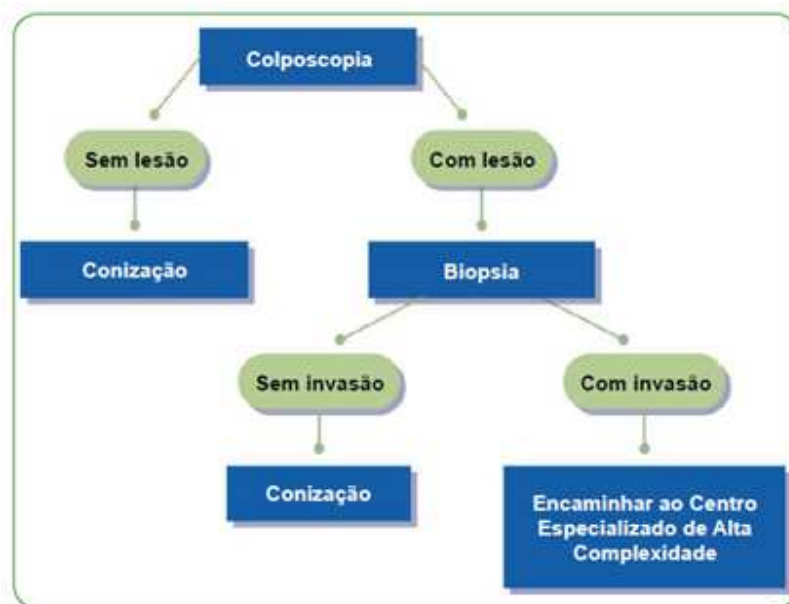 Colposcopia
Sem lesão
Com lesão
Conização
Biopsia
Sem invasão
Com invasão
Conização
Encaminhar ao Centro
Especializado de Alta
Complexidade